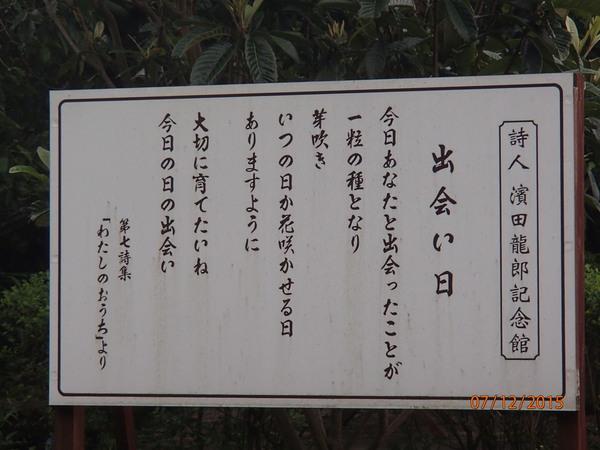 詩人 濱田龍郎記念館
出会い日
今日あなたと出会ったことが
一粒の種となり
芽吹き
いつの日か花咲かせる日
ありますように
大切に育てたいね
今日の日の出会い
第七詩集
「わたしのおうち」より
07/12/2015